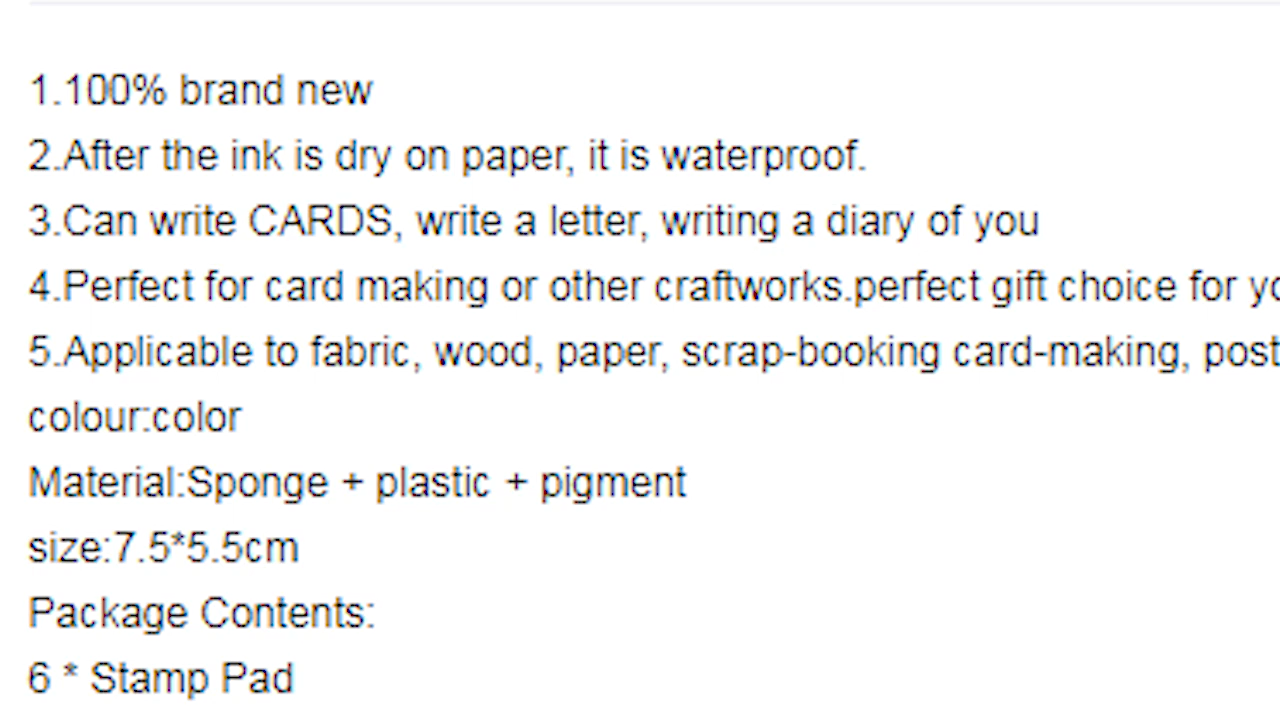 1.100% brand new
2.After the ink is dry on paper, it is waterproof.
3.Can write CARDS, write a letter, writing a diary of you
4.Perfect for card making or other craftworks.perfect gift choice for
5.Applicable to fabric, wood, paper, scrap-booking card-making,
colour:color
Material:Sponge + plastic + pigment
size:7.5*5.5cm
Package Contents:
6 * Stamp Pad